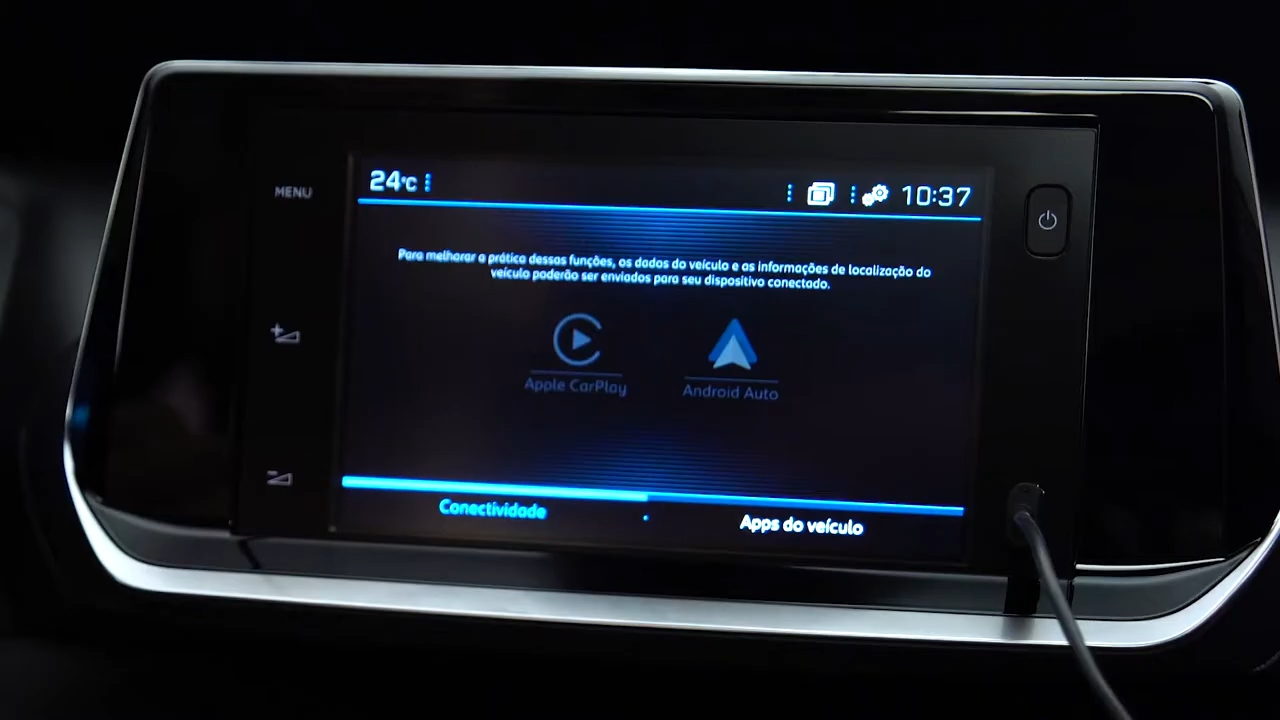 MENU
24°C
10:37
Para melhorar a prática dessas funções, os dados do veículo e as informações de localização do
veículo poderão ser enviados para seu dispositivo conectado.
Apple CarPlay
Android Auto
Conectividade
Apps do veículo